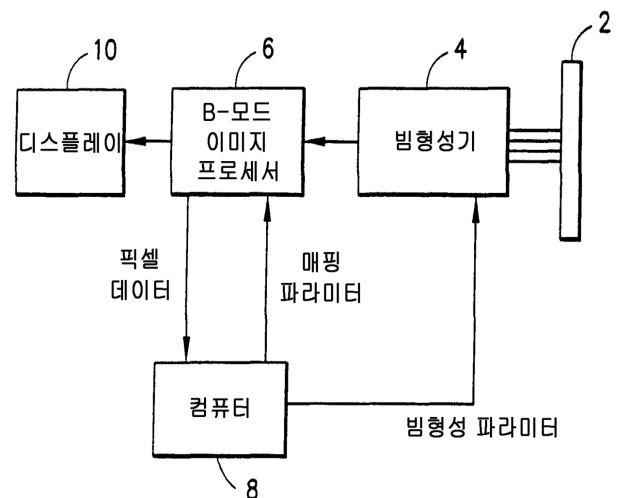 10
6
4
2
디스플레이
B-모드
이미지
프로세서
빔형성기
픽셀
데이터
매핑
파라미터
컴퓨터
빔형성 파라미터
8